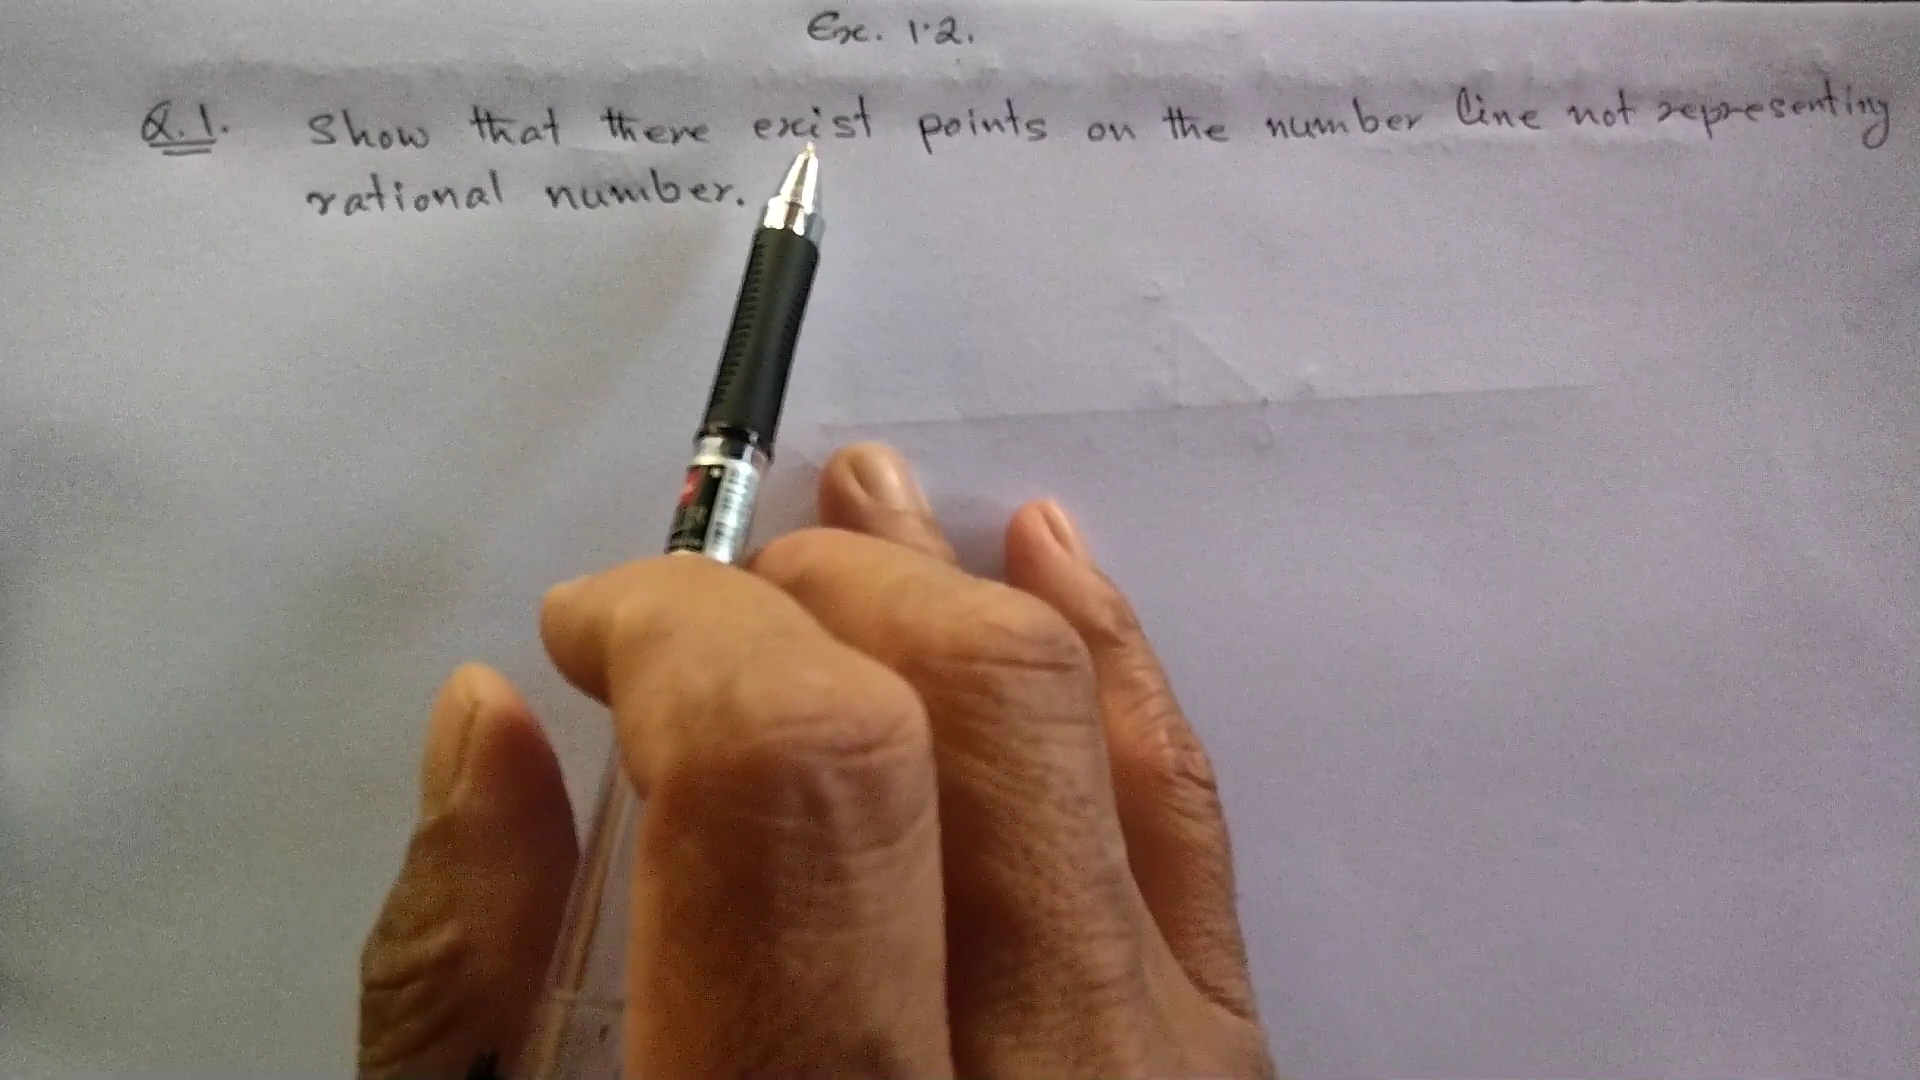 Ex. 1.2.
Q.1. Show that there exist points on the number line not representing
rational number.